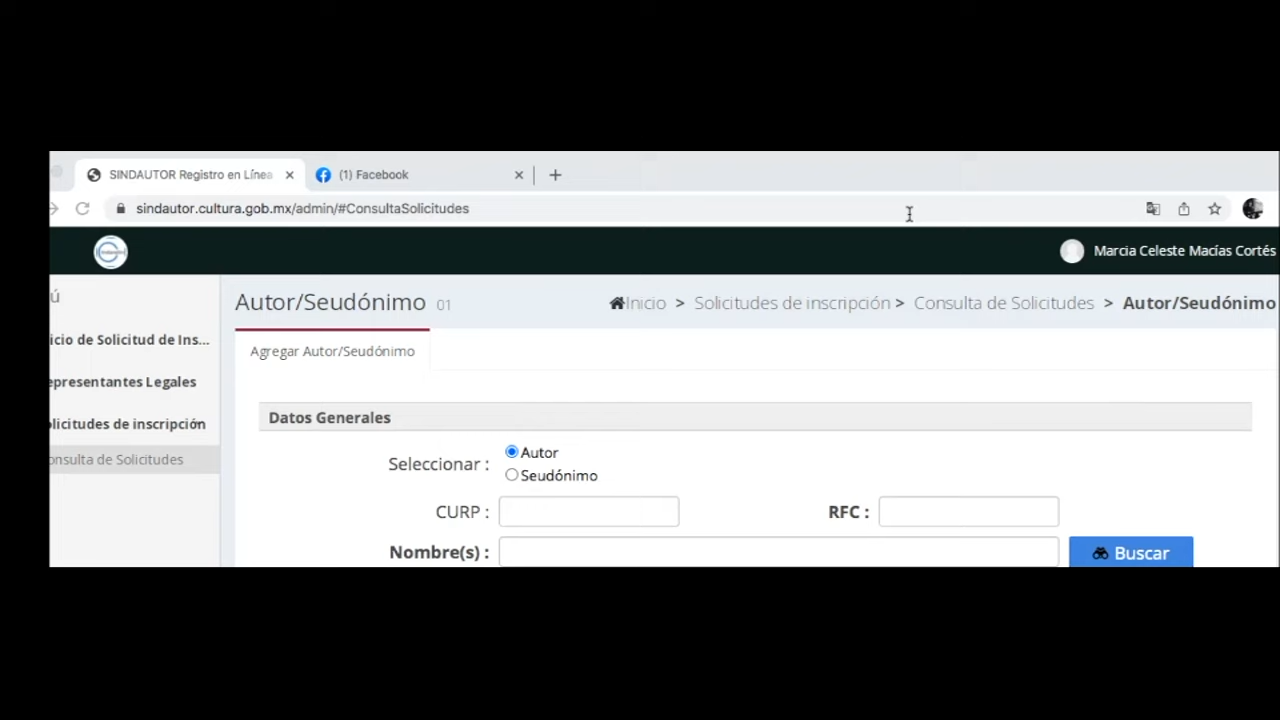 SINDAUTOR Registro en Línea
(1) Facebook
sindautor.cultura.gob.mx/admin/#ConsultaSolicitudes
Marcia Celeste Macías Cortés
ú
Autor/Seudónimo 01
Inicio > Solicitudes de inscripción > Consulta de Solicitudes > Autor/Seudónimo
icio de Solicitud de Ins...
epresentantes Legales
olicitudes de inscripción
onsulta de Solicitudes
Agregar Autor/Seudónimo
Datos Generales
Seleccionar :
Autor
Seudónimo
CURP :
RFC :
Nombre(s) :
Buscar